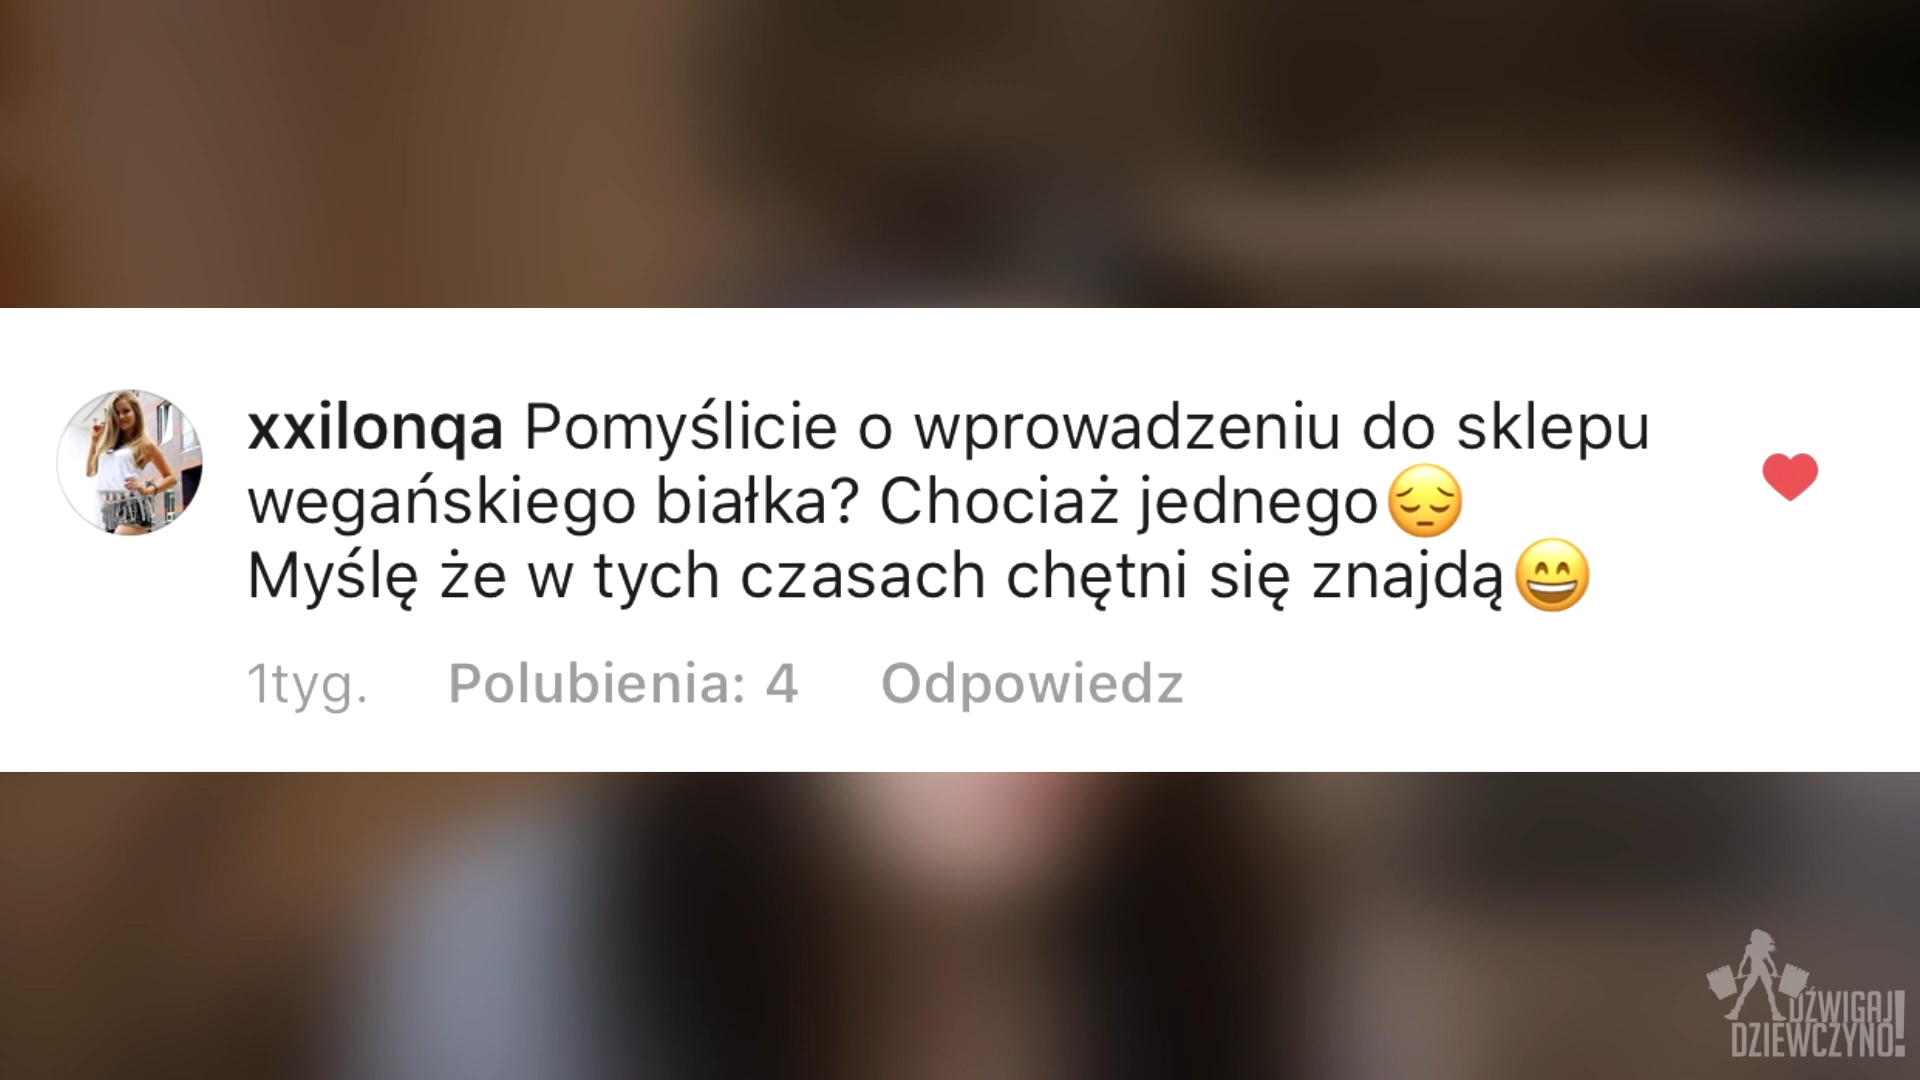 xxilonqa Pomyślicie o wprowadzeniu do sklepu
wegańskiego białka? Chociaż jednego😔
Myślę że w tych czasach chętni się znajdą😄
1tyg. Polubienia: 4 Odpowiedz
DŹWIGAJ
DZIEWCZYNO!